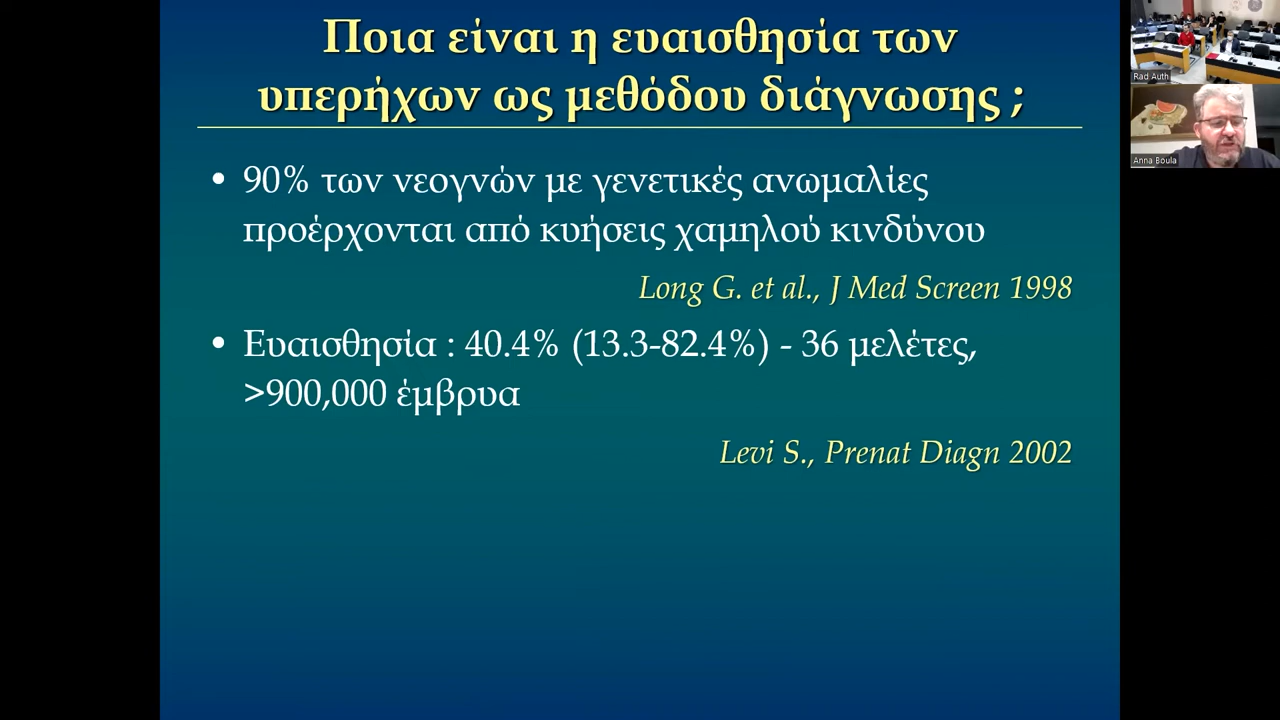 Ποια είναι η ευαισθησία των
υπερήχων ως μεθόδου διάγνωσης ;
• 90% των νεογνών με γενετικές ανωμαλίες
προέρχονται από κυήσεις χαμηλού κινδύνου
Long G. et al., J Med Screen 1998
• Ευαισθησία : 40.4% (13.3-82.4%) - 36 μελέτες,
>900,000 έμβρυα
Levi S., Prenat Diagn 2002
Rad Auth
Anna Boula